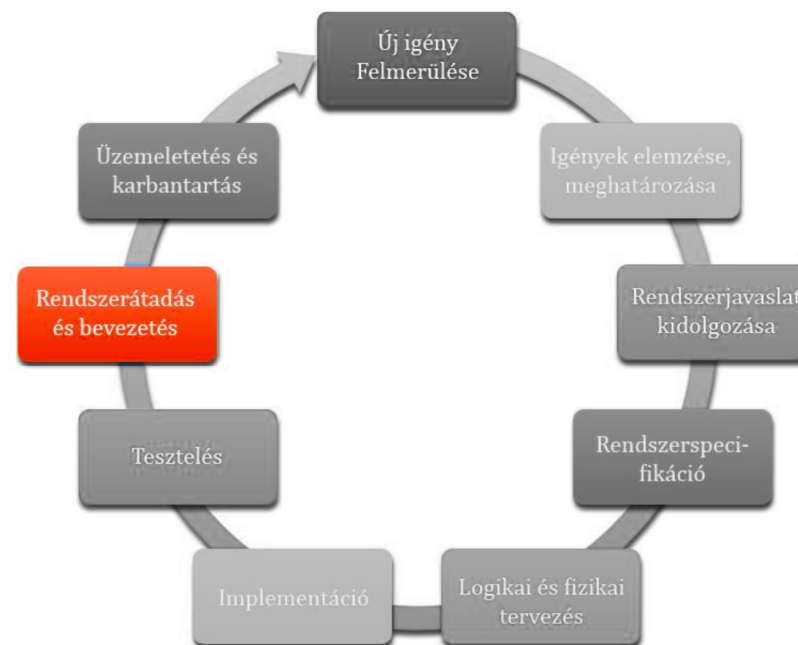 Új igény
Felmerülése
Igények elemzése,
meghatározása
Rendszerjavaslat
kidolgozása
Rendszerspeci-
fikáció
Logikai és fizikai
tervezés
Implementáció
Tesztelés
Rendszerátadás
és bevezetés
Üzemeletetés és
karbantartás